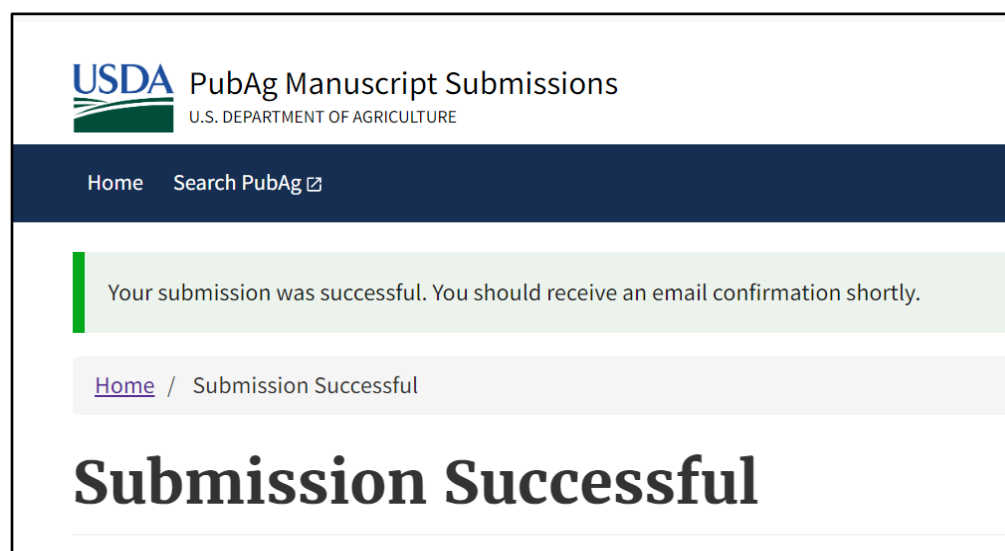 USDA PubAg Manuscript Submissions
U.S. DEPARTMENT OF AGRICULTURE
Home Search PubAg
Your submission was successful. You should receive an email confirmation shortly.
Home / Submission Successful
Submission Successful